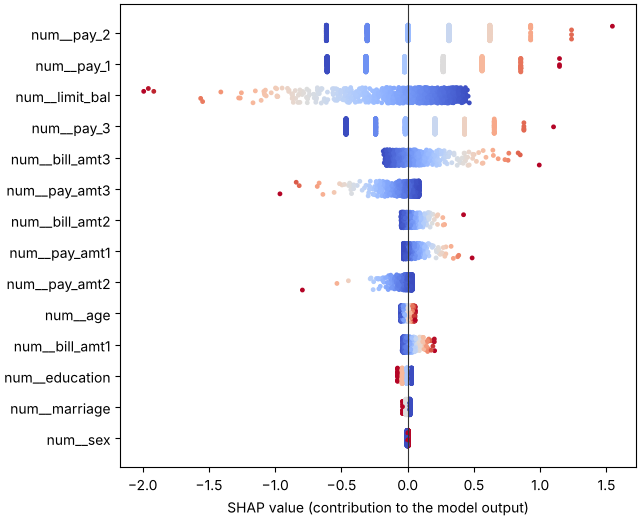 num__pay_2
num__pay_1
num__limit_bal
num__pay_3
num__bill_amt3
num__pay_amt3
num__bill_amt2
num__pay_amt1
num__pay_amt2
num__age
num__bill_amt1
num__education
num__marriage
num__sex
−2.0 −1.5 −1.0 −0.5 0.0 0.5 1.0 1.5
SHAP value (contribution to the model output)